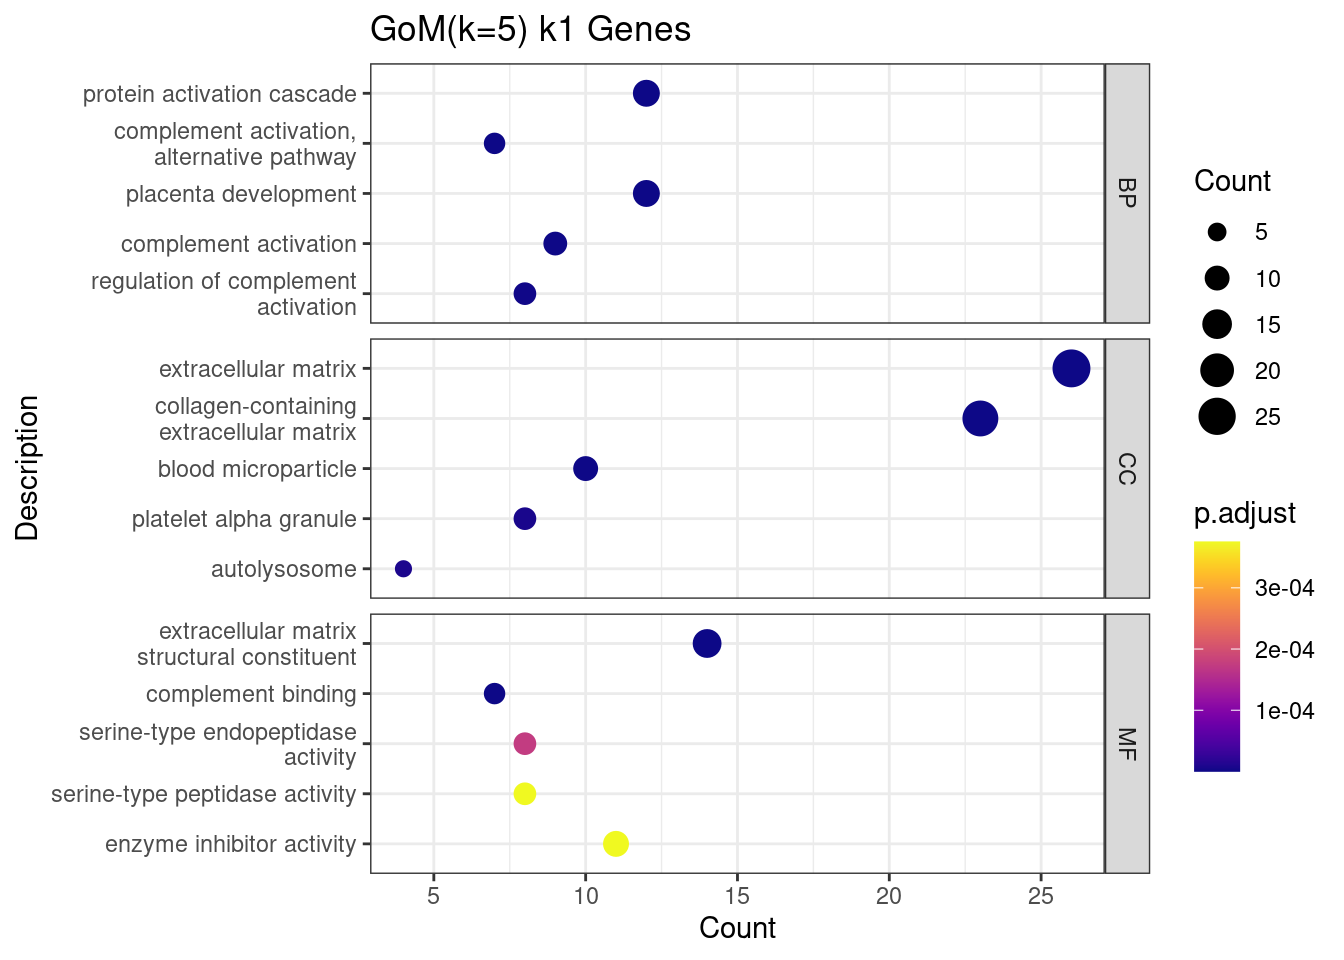 GoM(k=5) k1 Genes
protein activation cascade
complement activation,
alternative pathway
placenta development
complement activation
regulation of complement
activation
BP
extracellular matrix
collagen-containing
extracellular matrix
blood microparticle
platelet alpha granule
autolysosome
CC
extracellular matrix
structural constituent
complement binding
serine-type endopeptidase
activity
serine-type peptidase activity
enzyme inhibitor activity
MF
5
10
15
20
25
Count
Description
Count
5
10
15
20
25
p.adjust
3e-04
2e-04
1e-04